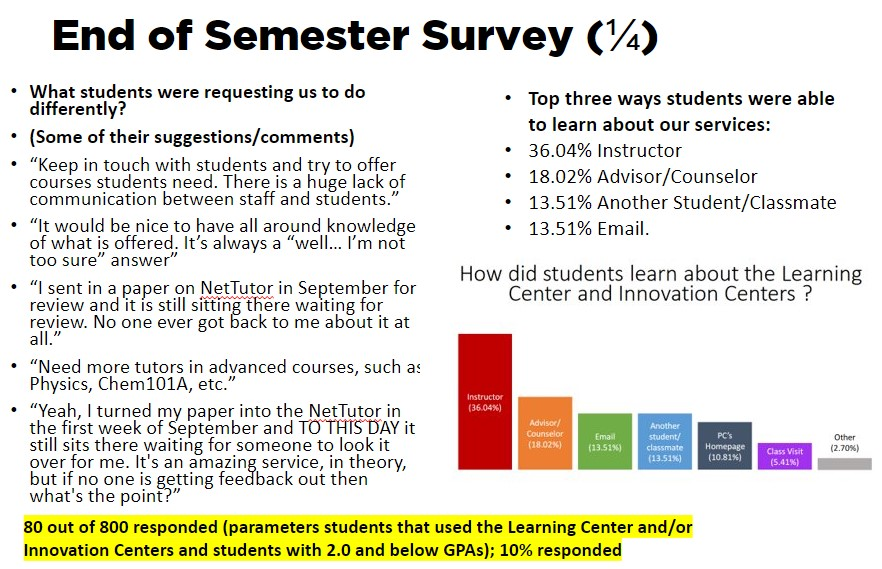 End of Semester Survey (¼)
• What students were requesting us to do
differently?
• (Some of their suggestions/comments)
• “Keep in touch with students and try to offer
courses students need. There is a huge lack of
communication between staff and students.”
• “It would be nice to have all around knowledge
of what is offered. It’s always a “well... I’m not
too sure” answer”
• “I sent in a paper on NetTutor in September for
review and it is still sitting there waiting for
review. No one ever got back to me about it at
all.”
• “Need more tutors in advanced courses, such as
Physics, Chem101A, etc.”
• “Yeah, I turned my paper into the NetTutor in
the first week of September and TO THIS DAY it
still sits there waiting for someone to look it
over for me. It's an amazing service, in theory,
but if no one is getting feedback out then
what's the point?”
• Top three ways students were able
to learn about our services:
• 36.04% Instructor
• 18.02% Advisor/Counselor
• 13.51% Another Student/Classmate
• 13.51% Email.
How did students learn about the Learning
Center and Innovation Centers ?
Instructor
(36.04%)
Advisor/
Counselor
(18.02%)
Email
(13.51%)
Another
student/
classmate
(13.51%)
PC’s
Homepage
(10.81%)
Class Visit
(5.41%)
Other
(2.70%)
80 out of 800 responded (parameters students that used the Learning Center and/or
Innovation Centers and students with 2.0 and below GPAs); 10% responded